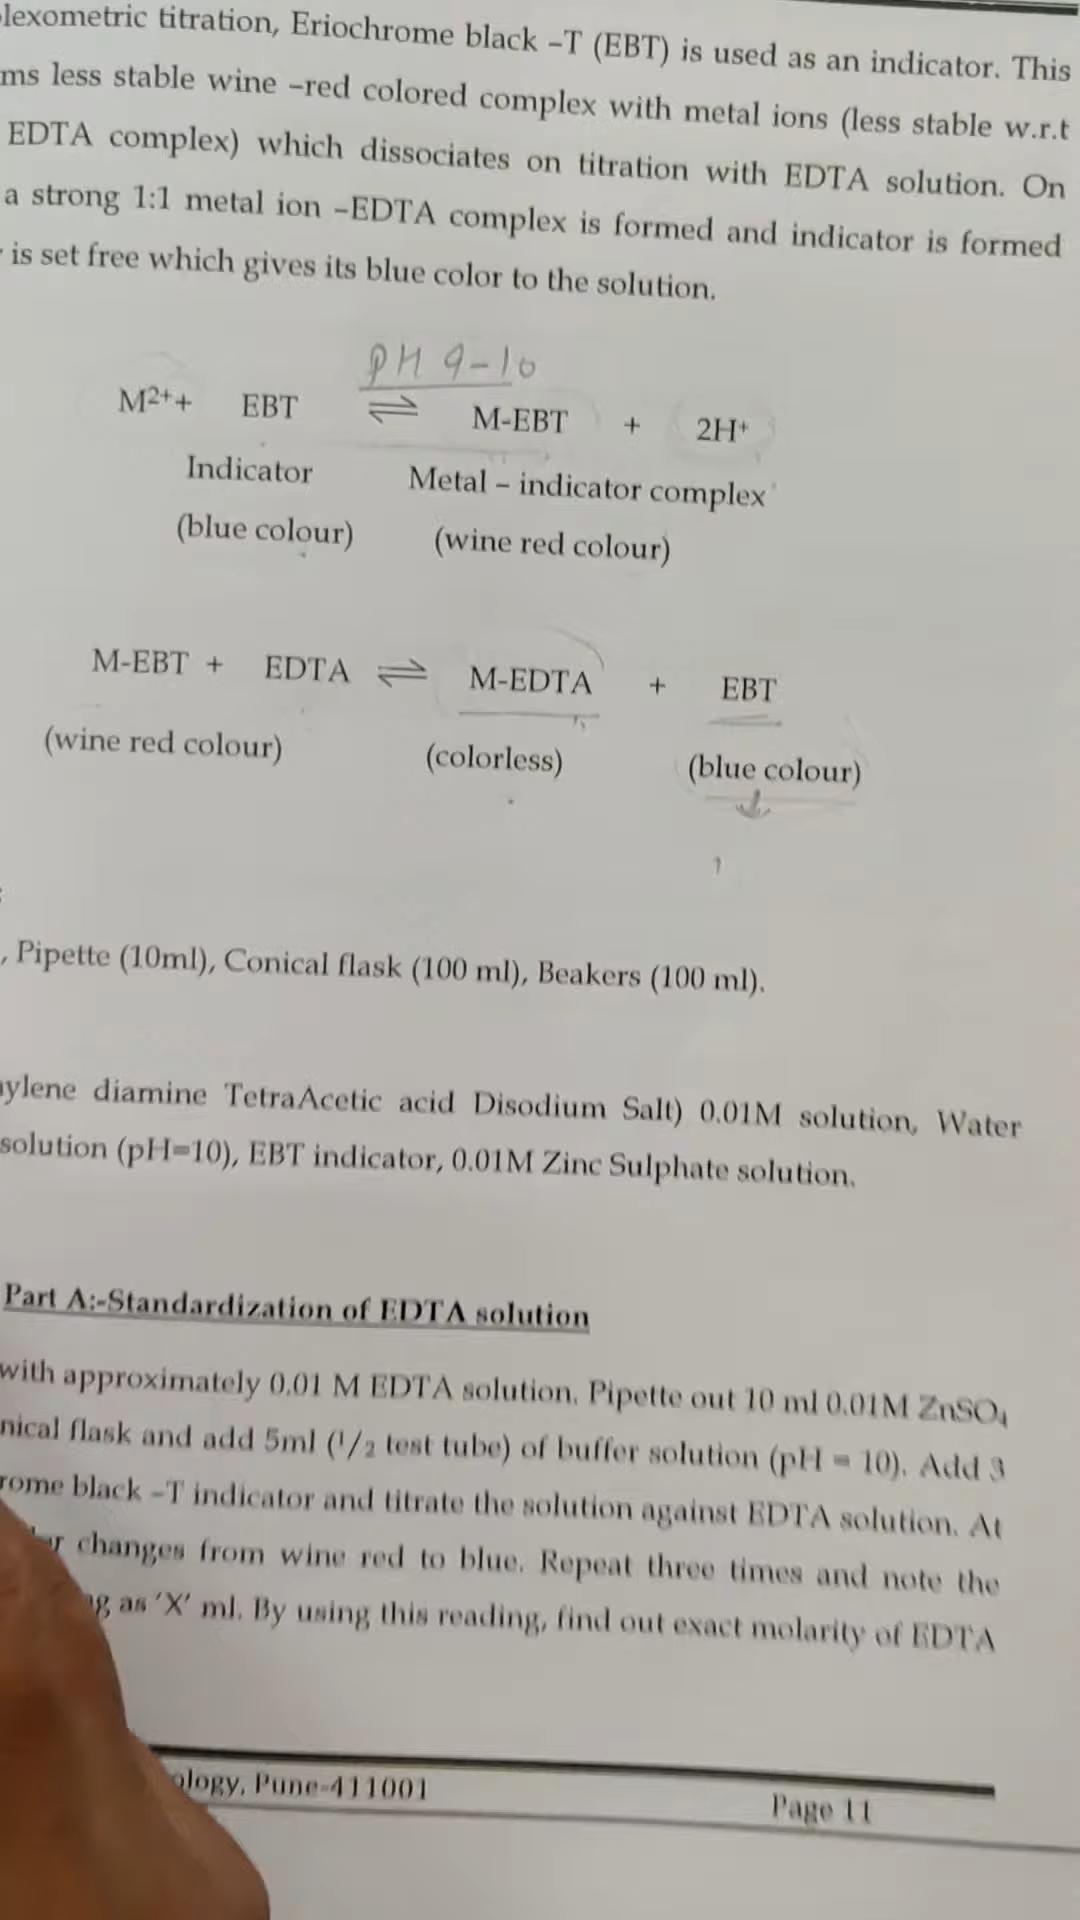 lexometric titration, Eriochrome black –T (EBT) is used as an indicator. This
ms less stable wine –red colored complex with metal ions (less stable w.r.t
EDTA complex) which dissociates on titration with EDTA solution. On
a strong 1:1 metal ion –EDTA complex is formed and indicator is formed
is set free which gives its blue color to the solution.
PH 9-10
M2++ EBT ⇌ M-EBT + 2H+
Indicator Metal – indicator complex
(blue colour) (wine red colour)
M-EBT + EDTA ⇌ M-EDTA + EBT
(wine red colour) (colorless) (blue colour)
, Pipette (10ml), Conical flask (100 ml), Beakers (100 ml).
ylene diamine TetraAcetic acid Disodium Salt) 0.01M solution, Water
solution (pH=10), EBT indicator, 0.01M Zinc Sulphate solution.
Part A:-Standardization of EDTA solution
with approximately 0.01 M EDTA solution. Pipette out 10 ml 0.01M ZnSO4
nical flask and add 5ml (1/2 test tube) of buffer solution (pH = 10). Add 3
rome black –T indicator and titrate the solution against EDTA solution. At
changes from wine red to blue. Repeat three times and note the
as 'X' ml. By using this reading, find out exact molarity of EDTA
ology, Pune-411001
Page 11